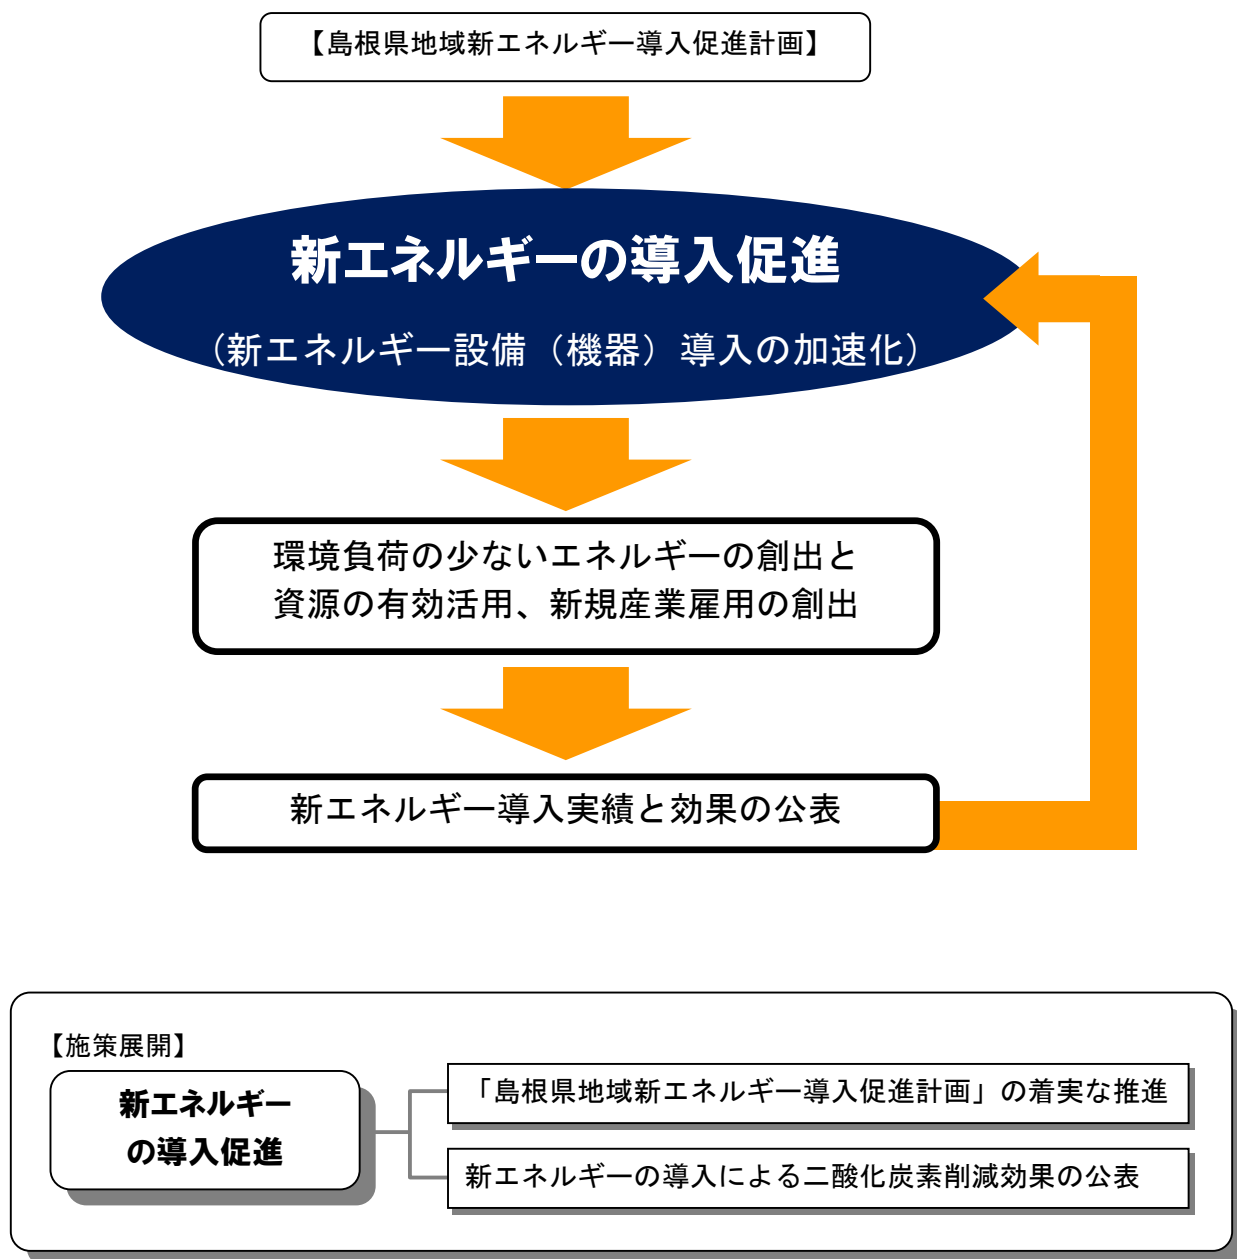 【島根県地域新エネルギー導入促進計画】
新エネルギーの導入促進
（新エネルギー設備（機器）導入の加速化）
環境負荷の少ないエネルギーの創出と
資源の有効活用、新規産業雇用の創出
新エネルギー導入実績と効果の公表
【施策展開】
新エネルギー
の導入促進
「島根県地域新エネルギー導入促進計画」の着実な推進
新エネルギーの導入による二酸化炭素削減効果の公表